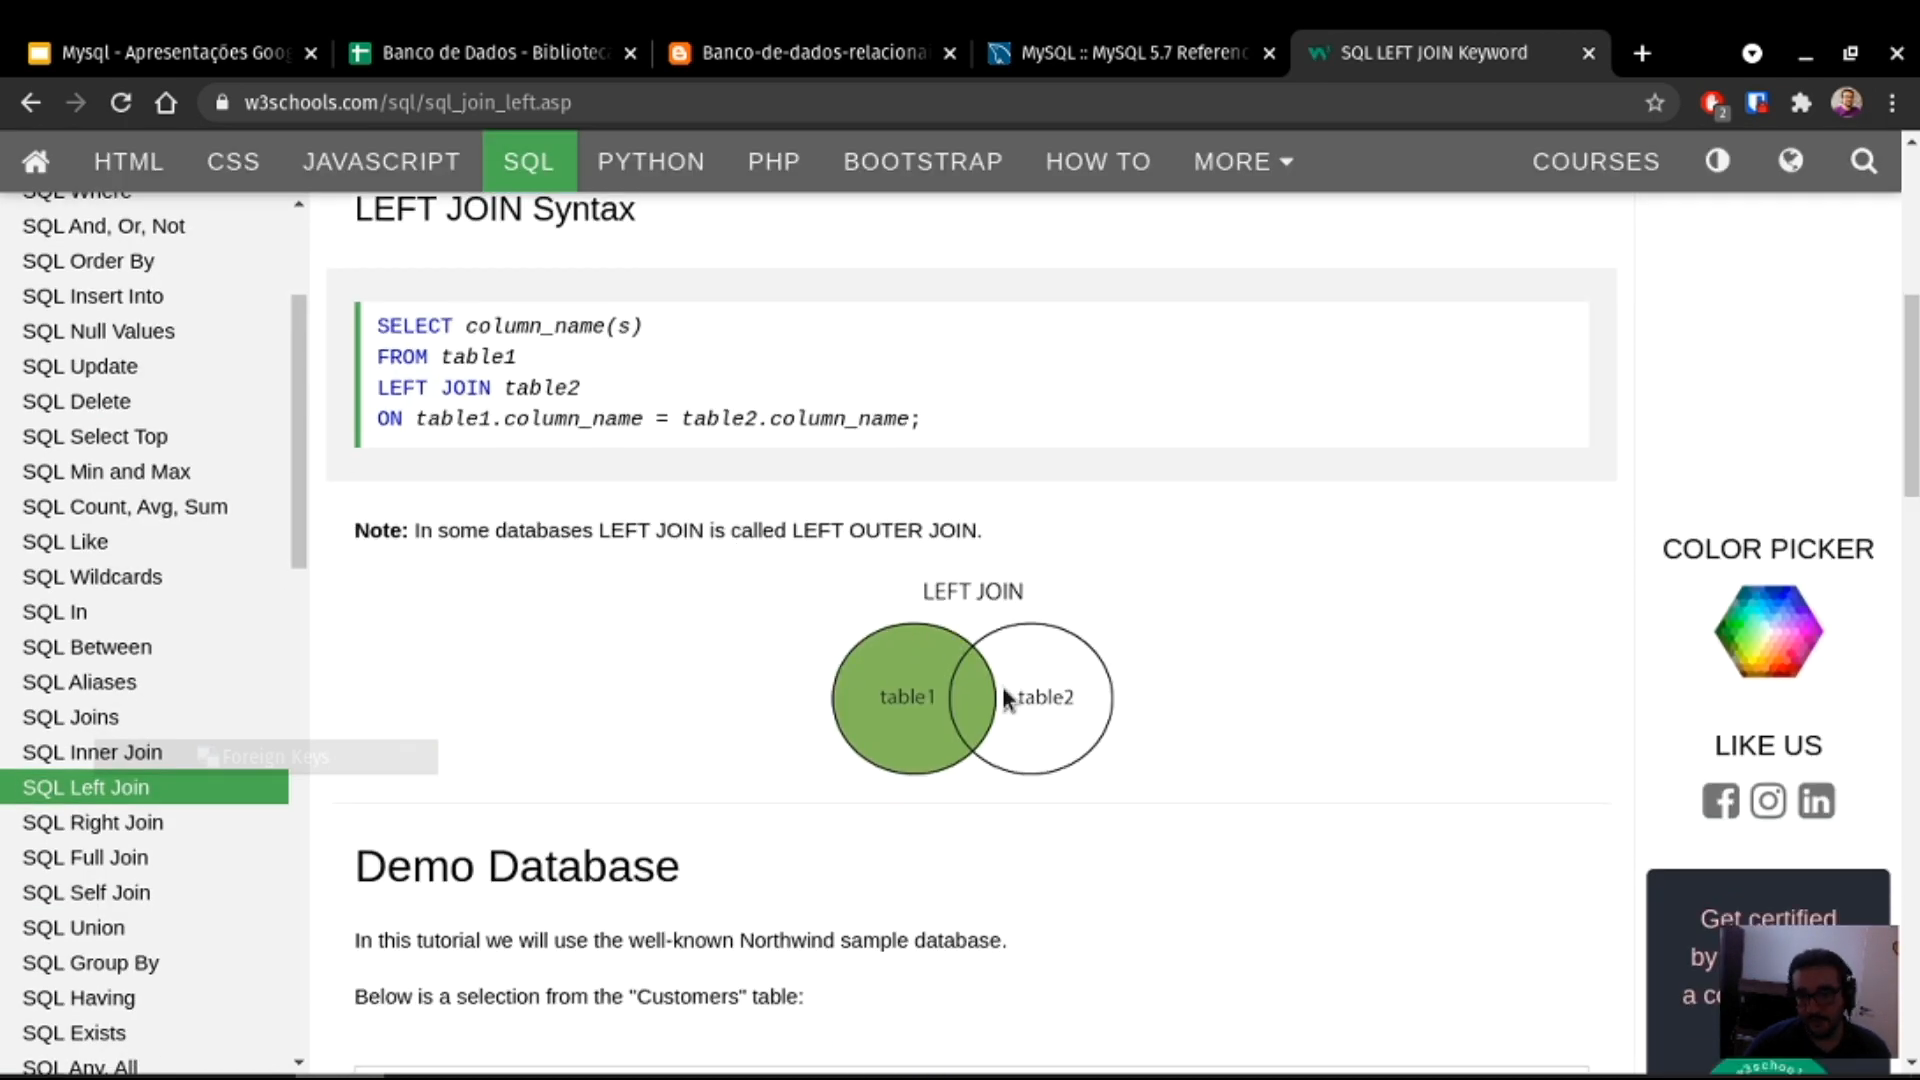 Mysql - Apresentações Goog
Banco de Dados - Bibliotec
Banco-de-dados-relaciona
MySQL :: MySQL 5.7 Referenc
SQL LEFT JOIN Keyword
w3schools.com/sql/sql_join_left.asp
2
HTML
CSS
JAVASCRIPT
SQL
PYTHON
PHP
BOOTSTRAP
HOW TO
MORE
COURSES
SQL Where
SQL And, Or, Not
SQL Order By
SQL Insert Into
SQL Null Values
SQL Update
SQL Delete
SQL Select Top
SQL Min and Max
SQL Count, Avg, Sum
SQL Like
SQL Wildcards
SQL In
SQL Between
SQL Aliases
SQL Joins
SQL Inner Join
Foreign Keys
SQL Left Join
SQL Right Join
SQL Full Join
SQL Self Join
SQL Union
SQL Group By
SQL Having
SQL Exists
SQL Any, All
LEFT JOIN Syntax
SELECT column_name(s)
FROM table1
LEFT JOIN table2
ON table1.column_name = table2.column_name;
Note: In some databases LEFT JOIN is called LEFT OUTER JOIN.
LEFT JOIN
table1
table2
Demo Database
In this tutorial we will use the well-known Northwind sample database.
Below is a selection from the "Customers" table:
COLOR PICKER
LIKE US
Get certified
by
a
w3schools